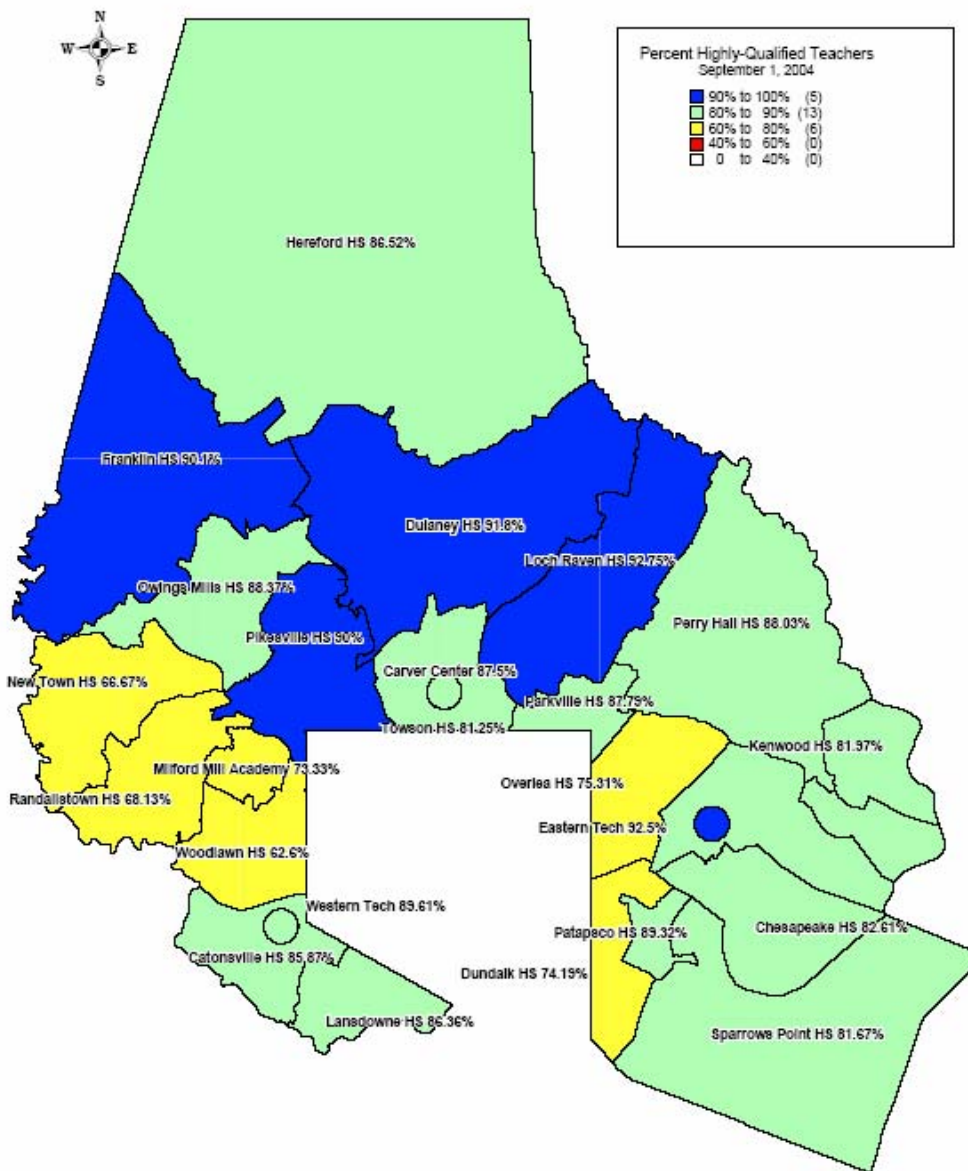 N
W E
S
Percent Highly-Qualified Teachers
September 1, 2004
90% to 100% (5)
80% to 90% (13)
60% to 80% (6)
40% to 60% (0)
0 to 40% (0)
Hereford HS 86.52%
Franklin HS 90.1%
Dulaney HS 91.8%
Loch Raven HS 92.75%
Owings Mills HS 88.37%
Perry Hall HS 88.03%
Pikesville HS 90%
Carver Center 87.5%
New Town HS 66.67%
Parkville HS 87.79%
Towson HS 81.25%
Kenwood HS 81.97%
Milford Mill Academy 73.33%
Overlea HS 75.31%
Randallstown HS 68.13%
Eastern Tech 92.5%
Woodlawn HS 62.6%
Western Tech 89.61%
Chesapeake HS 82.61%
Patapsco HS 89.32%
Catonsville HS 85.87%
Dundalk HS 74.19%
Lansdowne HS 86.36%
Sparrows Point HS 81.67%